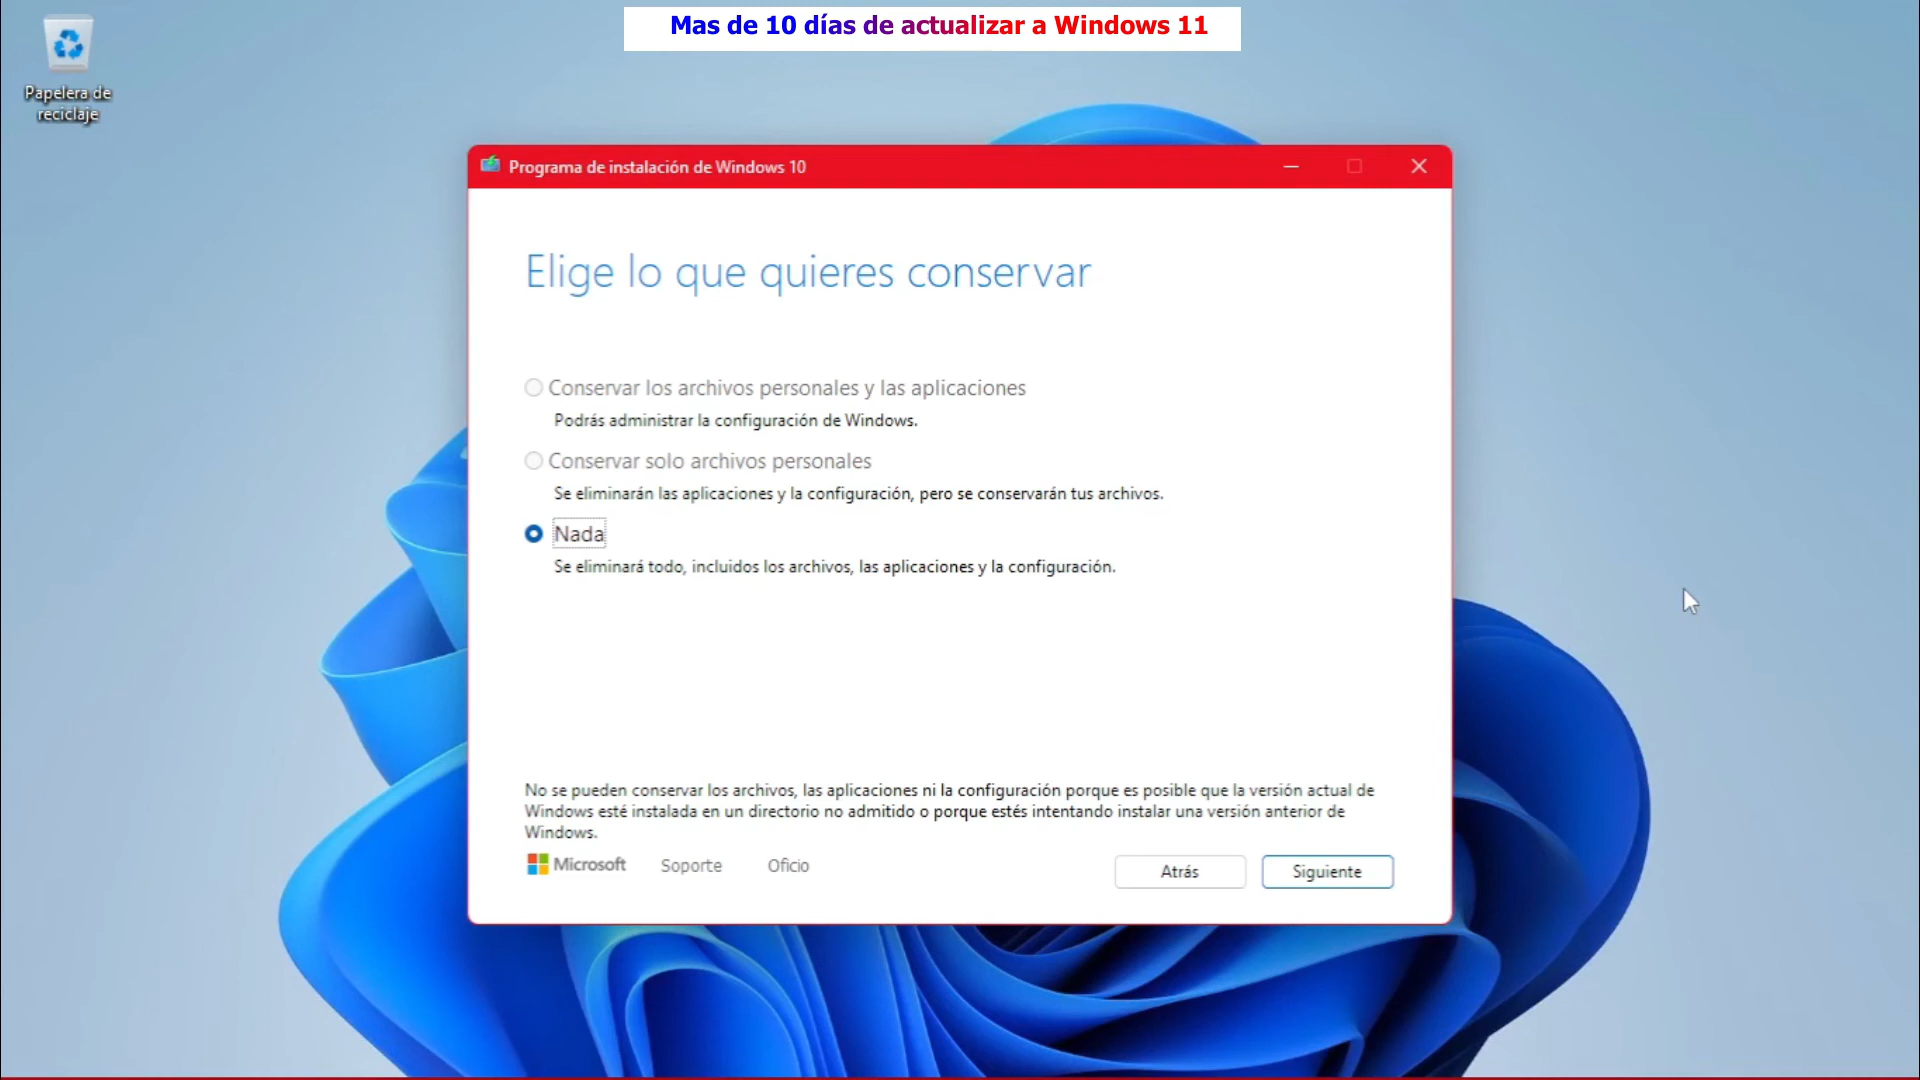 Mas de 10 días de actualizar a Windows 11
Papelera de
reciclaje
Programa de instalación de Windows 10
Elige lo que quieres conservar
Conservar los archivos personales y las aplicaciones
Podrás administrar la configuración de Windows.
Conservar solo archivos personales
Se eliminarán las aplicaciones y la configuración, pero se conservarán tus archivos.
Nada
Se eliminará todo, incluidos los archivos, las aplicaciones y la configuración.
No se pueden conservar los archivos, las aplicaciones ni la configuración porque es posible que la versión actual de
Windows esté instalada en un directorio no admitido o porque estés intentando instalar una versión anterior de
Windows.
Microsoft Soporte Oficio Atrás Siguiente